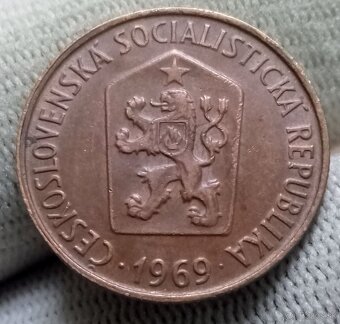 ČESKOSLOVENSKÁ SOCIALISTICKÁ REPUBLIKA
· 1969 ·